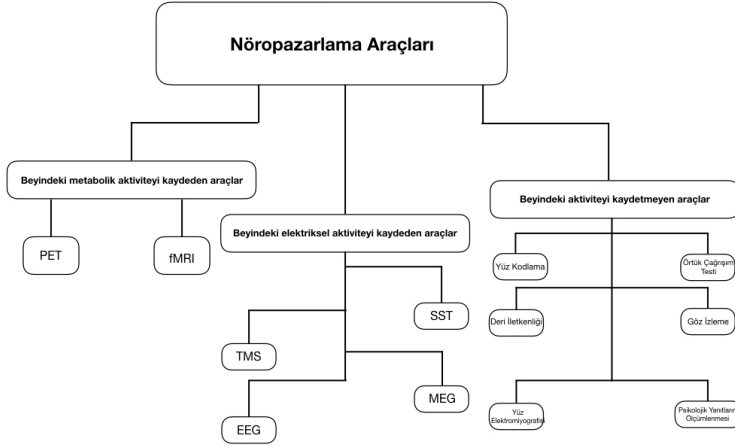 Nöropazarlama Araçları
Beyindeki metabolik aktiviteyi kaydeden araçlar
PET
fMRI
Beyindeki elektriksel aktiviteyi kaydeden araçlar
SST
TMS
MEG
EEG
Beyindeki aktiviteyi kaydetmeyen araçlar
Yüz Kodlama
Örtük Çağrışım
Testi
Deri İletkenliği
Göz İzleme
Yüz
Elektromiyografisi
Psikolojik Yanıtların
Ölçümlenmesi